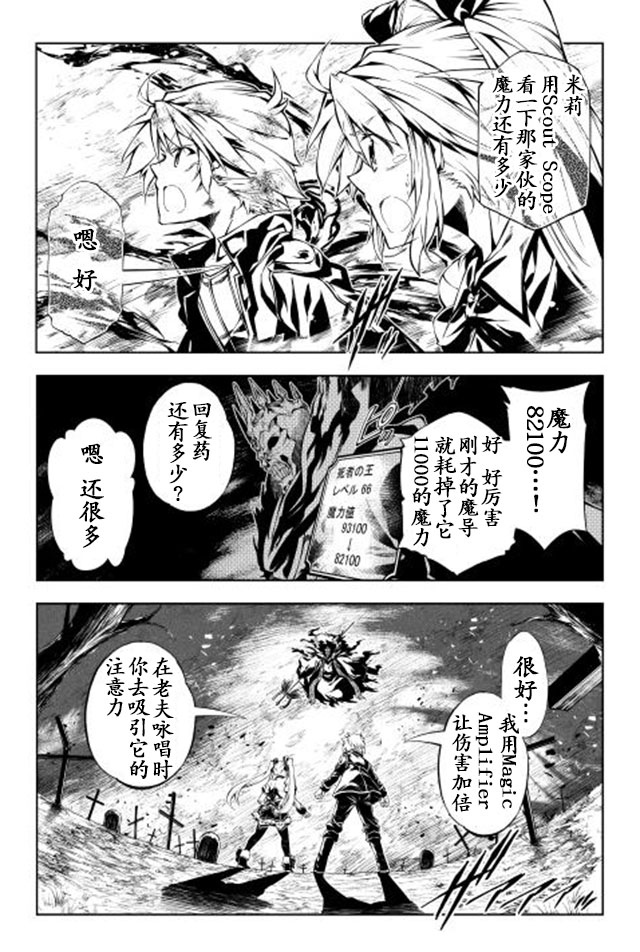 米莉
用Scout Scope
看一下那家伙的
魔力还有多少
嗯 好
魔力
82100…!
好 好厉害
刚才的魔导
就耗掉了它
11000的魔力
死者の王
レベル 66
魔力値
93100
↓
82100
回复药
还有多少?
嗯 还很多
很好…
我用Magic
Amplifier
让伤害加倍
在老夫咏唱时
你去吸引它的
注意力